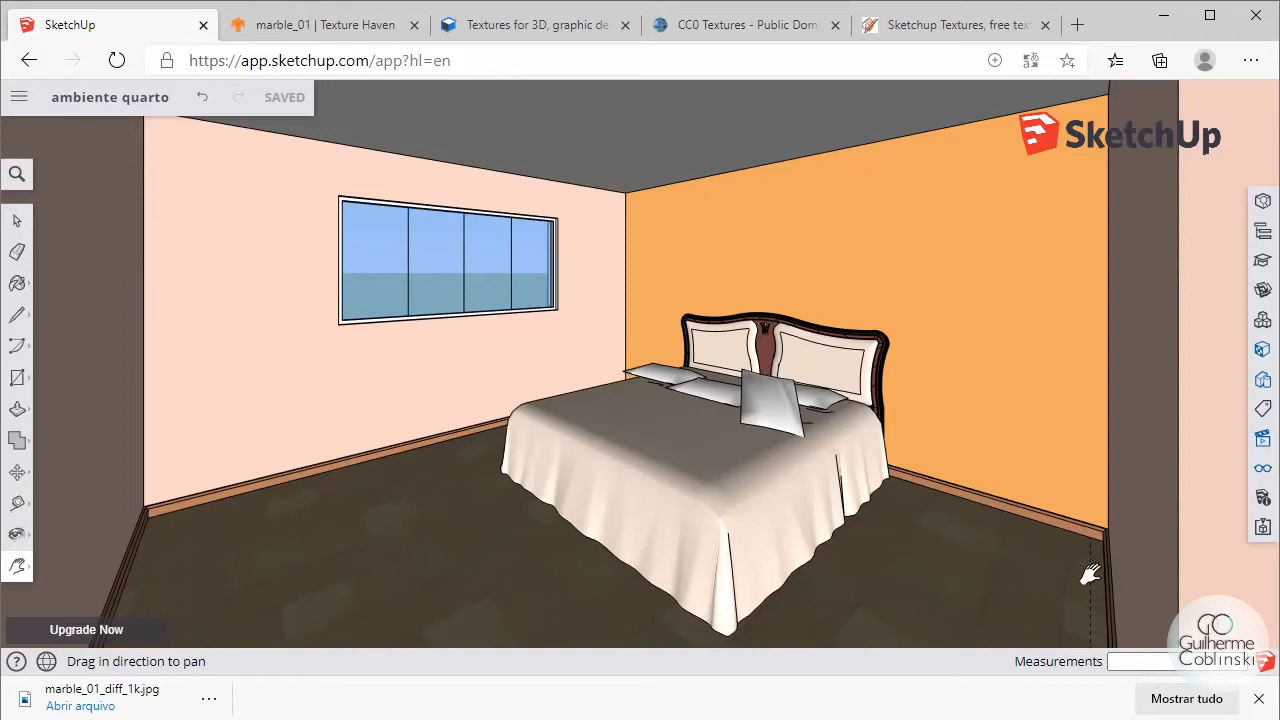 SketchUp
marble_01 | Texture Haven
Textures for 3D, graphic de
CC0 Textures - Public Dom
Sketchup Textures, free tex
https://app.sketchup.com/app?hl=en
ambiente quarto
SAVED
SketchUp
Upgrade Now
GC
Guilherme
Coblinski
Drag in direction to pan
Measurements
marble_01_diff_1k.jpg
Abrir arquivo
Mostrar tudo